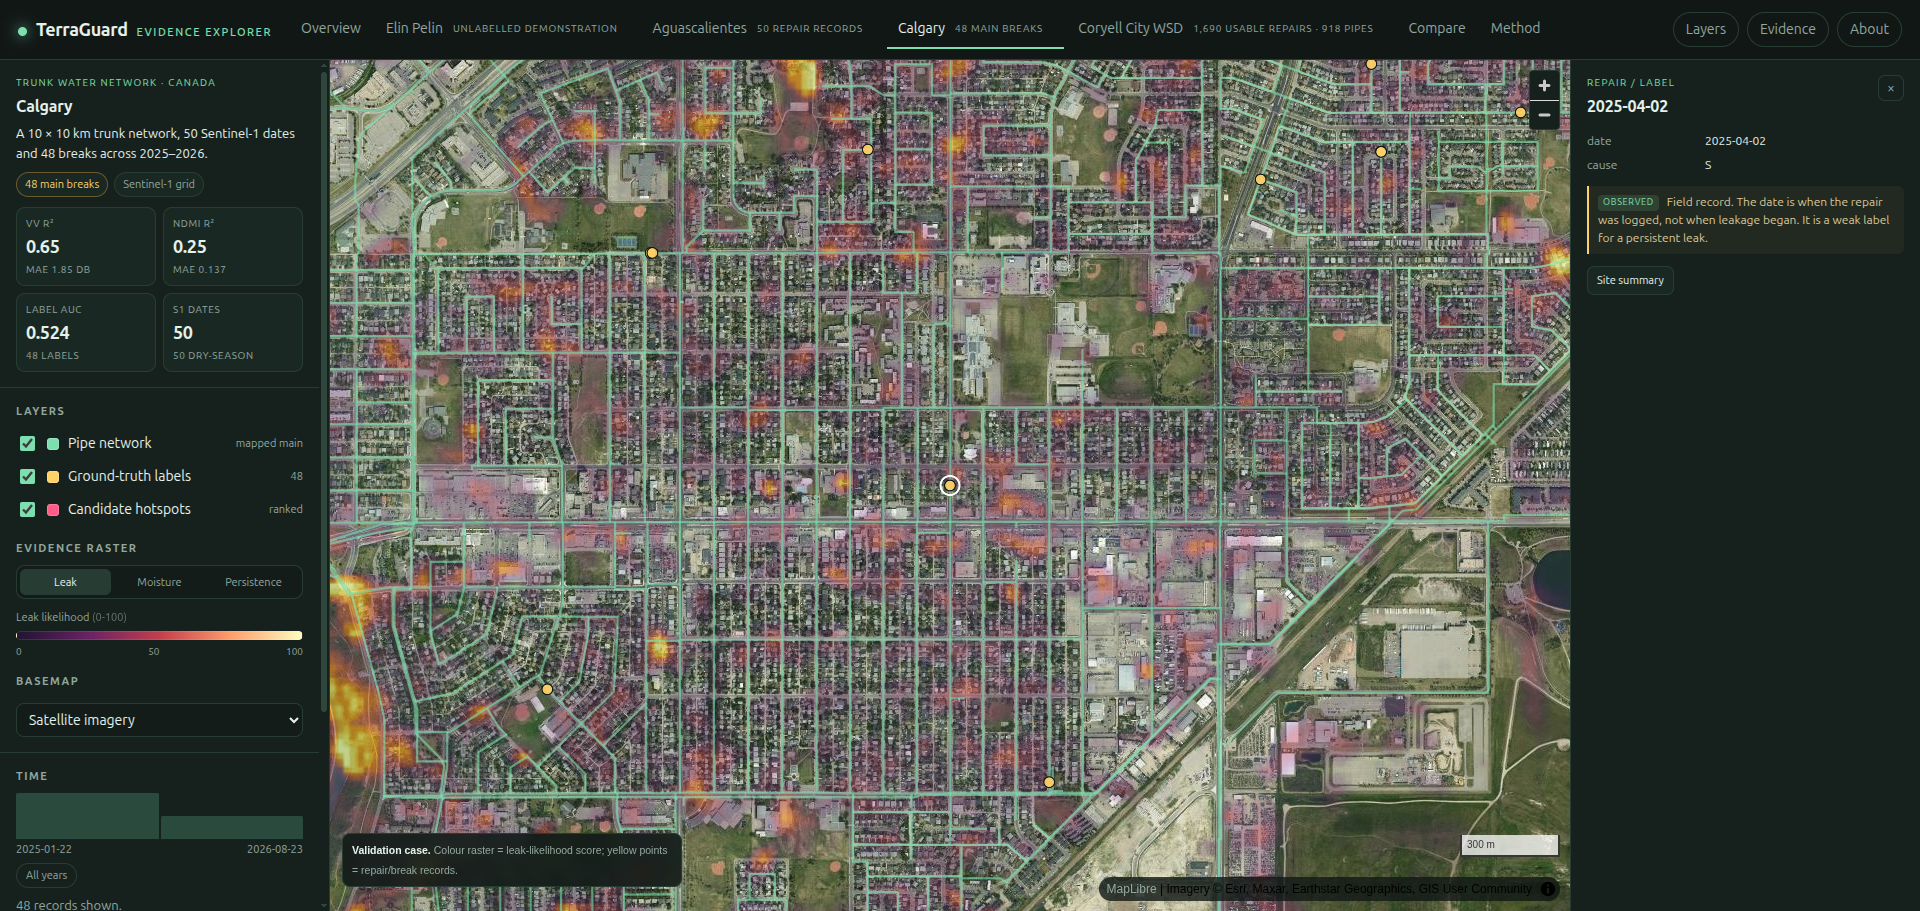 TerraGuard EVIDENCE EXPLORER
Overview
Elin Pelin UNLABELLED DEMONSTRATION
Aguascalientes 50 REPAIR RECORDS
Calgary 48 MAIN BREAKS
Coryell City WSD 1,690 USABLE REPAIRS · 918 PIPES
Compare
Method
Layers
Evidence
About
TRUNK WATER NETWORK · CANADA
Calgary
A 10 × 10 km trunk network, 50 Sentinel-1 dates
and 48 breaks across 2025–2026.
48 main breaks
Sentinel-1 grid
VV R²
0.65
MAE 1.85 DB
NDMI R²
0.25
MAE 0.137
LABEL AUC
0.524
48 LABELS
S1 DATES
50
50 DRY-SEASON
LAYERS
Pipe network mapped main
Ground-truth labels 48
Candidate hotspots ranked
EVIDENCE RASTER
Leak Moisture Persistence
Leak likelihood (0-100)
0 50 100
BASEMAP
Satellite imagery
TIME
2025-01-22 2026-08-23
All years
48 records shown.
+
−
Validation case. Colour raster = leak-likelihood score; yellow points
= repair/break records.
300 m
MapLibre | Imagery © Esri, Maxar, Earthstar Geographics, GIS User Community
REPAIR / LABEL
2025-04-02
×
date 2025-04-02
cause S
OBSERVED Field record. The date is when the repair
was logged, not when leakage began. It is a weak label
for a persistent leak.
Site summary